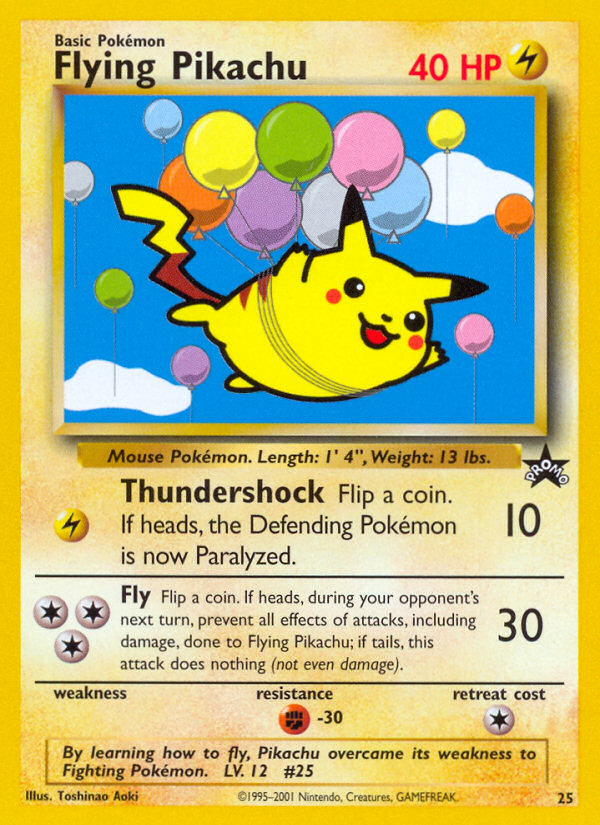 Basic Pokémon
Flying Pikachu
40 HP
Mouse Pokémon. Length: 1' 4", Weight: 13 lbs.
PROMO
Thundershock Flip a coin.
If heads, the Defending Pokémon
is now Paralyzed.
10
Fly Flip a coin. If heads, during your opponent's
next turn, prevent all effects of attacks, including
damage, done to Flying Pikachu; if tails, this
attack does nothing (not even damage).
30
weakness resistance retreat cost
-30
By learning how to fly, Pikachu overcame its weakness to
Fighting Pokémon. LV. 12 #25
Illus. Toshinao Aoki ©1995-2001 Nintendo, Creatures, GAMEFREAK. 25